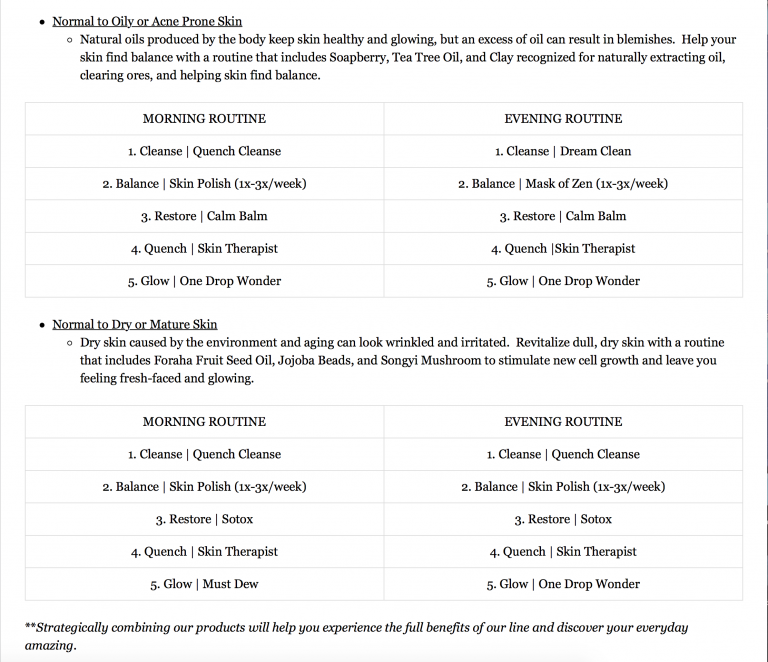 • Normal to Oily or Acne Prone Skin
○ Natural oils produced by the body keep skin healthy and glowing, but an excess of oil can result in blemishes.  Help your
skin find balance with a routine that includes Soapberry, Tea Tree Oil, and Clay recognized for naturally extracting oil,
clearing ores, and helping skin find balance.
MORNING ROUTINE EVENING ROUTINE
1. Cleanse | Quench Cleanse 1. Cleanse | Dream Clean
2. Balance | Skin Polish (1x-3x/week) 2. Balance | Mask of Zen (1x-3x/week)
3. Restore | Calm Balm 3. Restore | Calm Balm
4. Quench | Skin Therapist 4. Quench |Skin Therapist
5. Glow | One Drop Wonder 5. Glow | One Drop Wonder
• Normal to Dry or Mature Skin
○ Dry skin caused by the environment and aging can look wrinkled and irritated.  Revitalize dull, dry skin with a routine
that includes Foraha Fruit Seed Oil, Jojoba Beads, and Songyi Mushroom to stimulate new cell growth and leave you
feeling fresh-faced and glowing.
MORNING ROUTINE EVENING ROUTINE
1. Cleanse | Quench Cleanse 1. Cleanse | Quench Cleanse
2. Balance | Skin Polish (1x-3x/week) 2. Balance | Skin Polish (1x-3x/week)
3. Restore | Sotox 3. Restore | Sotox
4. Quench | Skin Therapist 4. Quench | Skin Therapist
5. Glow | Must Dew 5. Glow | One Drop Wonder
**Strategically combining our products will help you experience the full benefits of our line and discover your everyday
amazing.